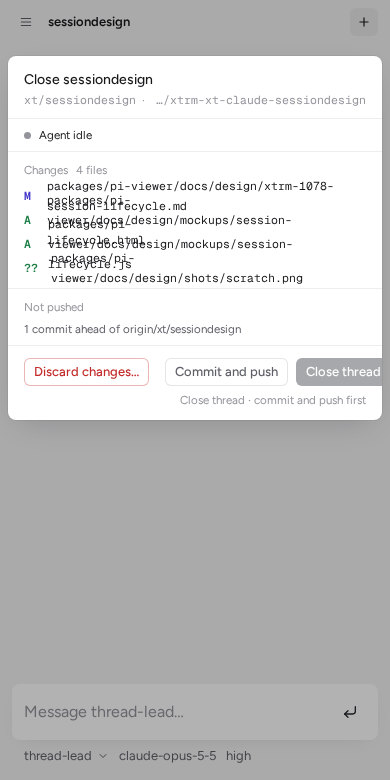 sessiondesign
Close sessiondesign
xt/sessiondesign · …/xtrm-xt-claude-sessiondesign
Agent idle
Changes 4 files
M packages/pi-viewer/docs/design/xtrm-1078-
session-lifecycle.md
A packages/pi-
viewer/docs/design/mockups/session-
lifecycle.html
A packages/pi-
viewer/docs/design/mockups/session-
lifecycle.js
?? packages/pi-
viewer/docs/design/shots/scratch.png
Not pushed
1 commit ahead of origin/xt/sessiondesign
Discard changes… Commit and push Close thread
Close thread · commit and push first
Message thread-lead…
thread-lead claude-opus-5-5 high